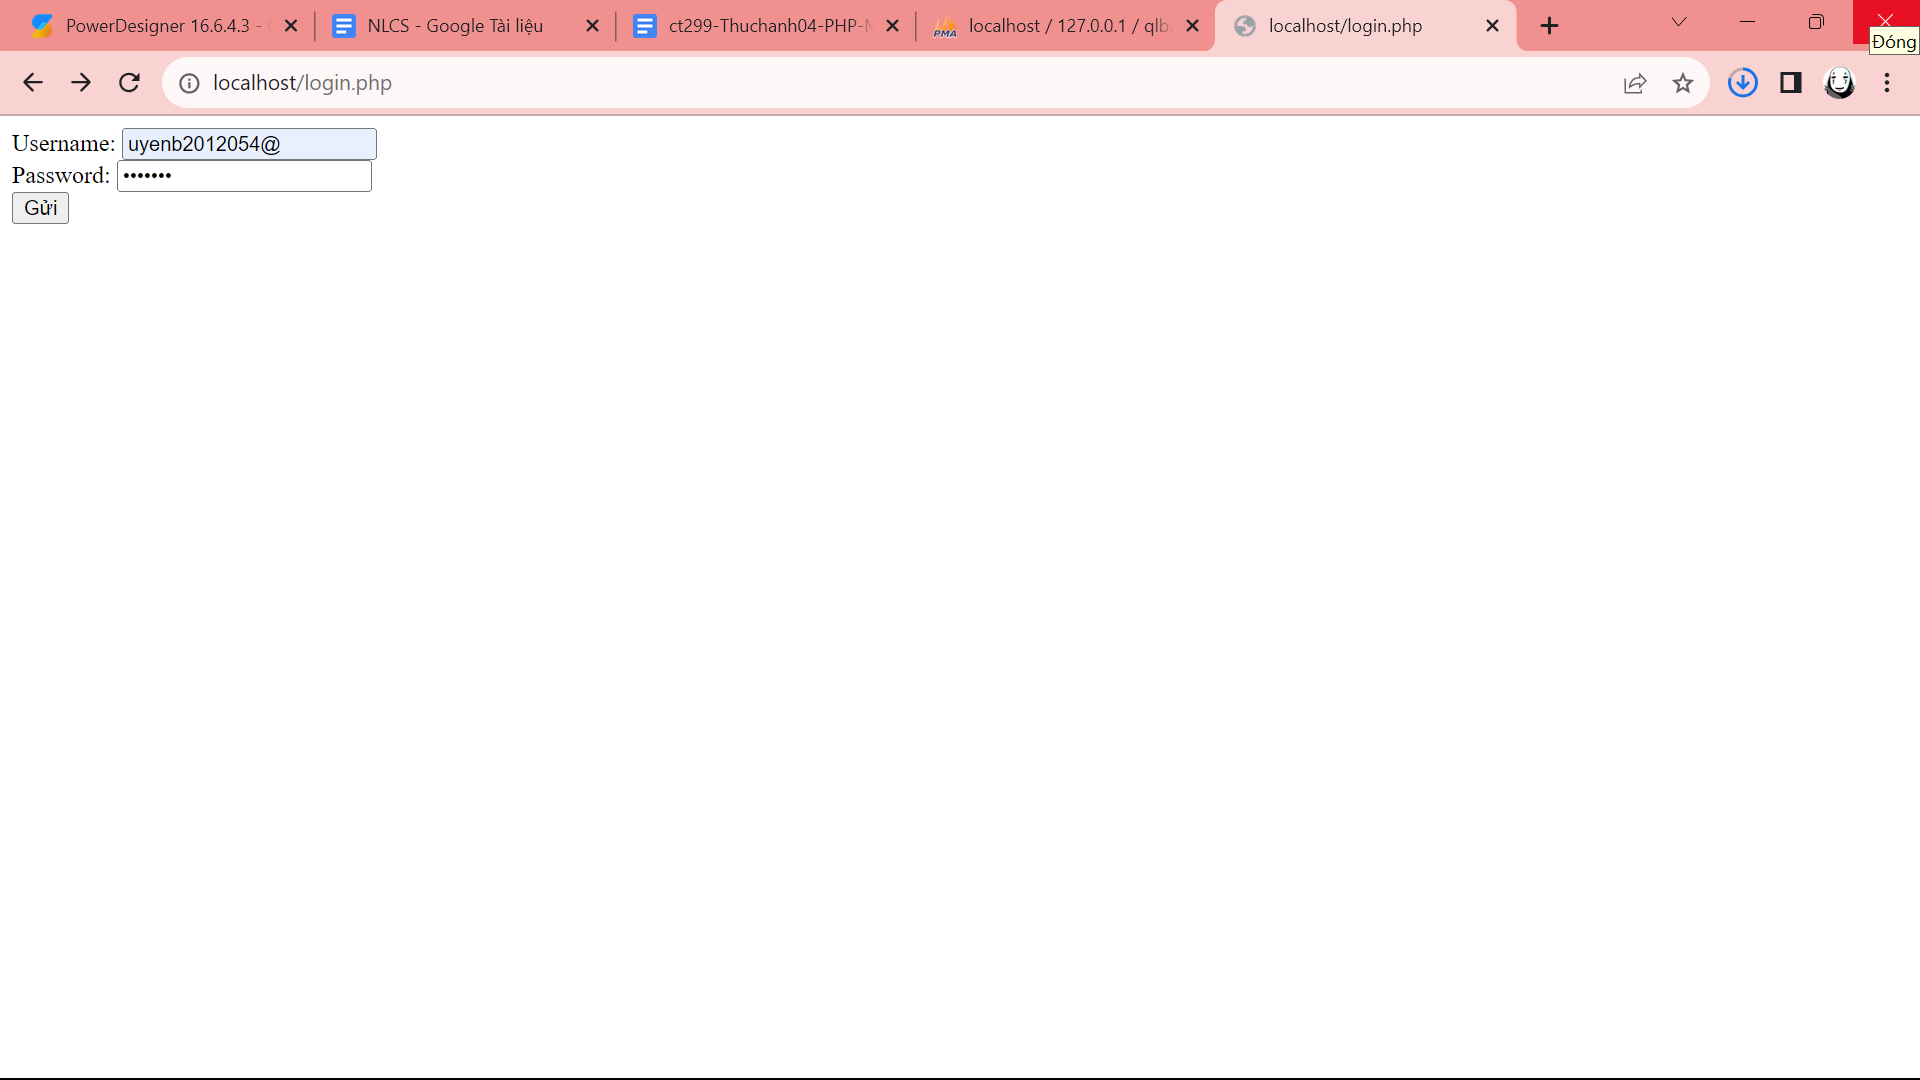 PowerDesigner 16.6.4.3 -
NLCS - Google Tài liệu
ct299-Thuchanh04-PHP-
localhost / 127.0.0.1 / qlb
localhost/login.php
Đóng
localhost/login.php
Username: uyenb2012054@
Password: •••••••
Gửi